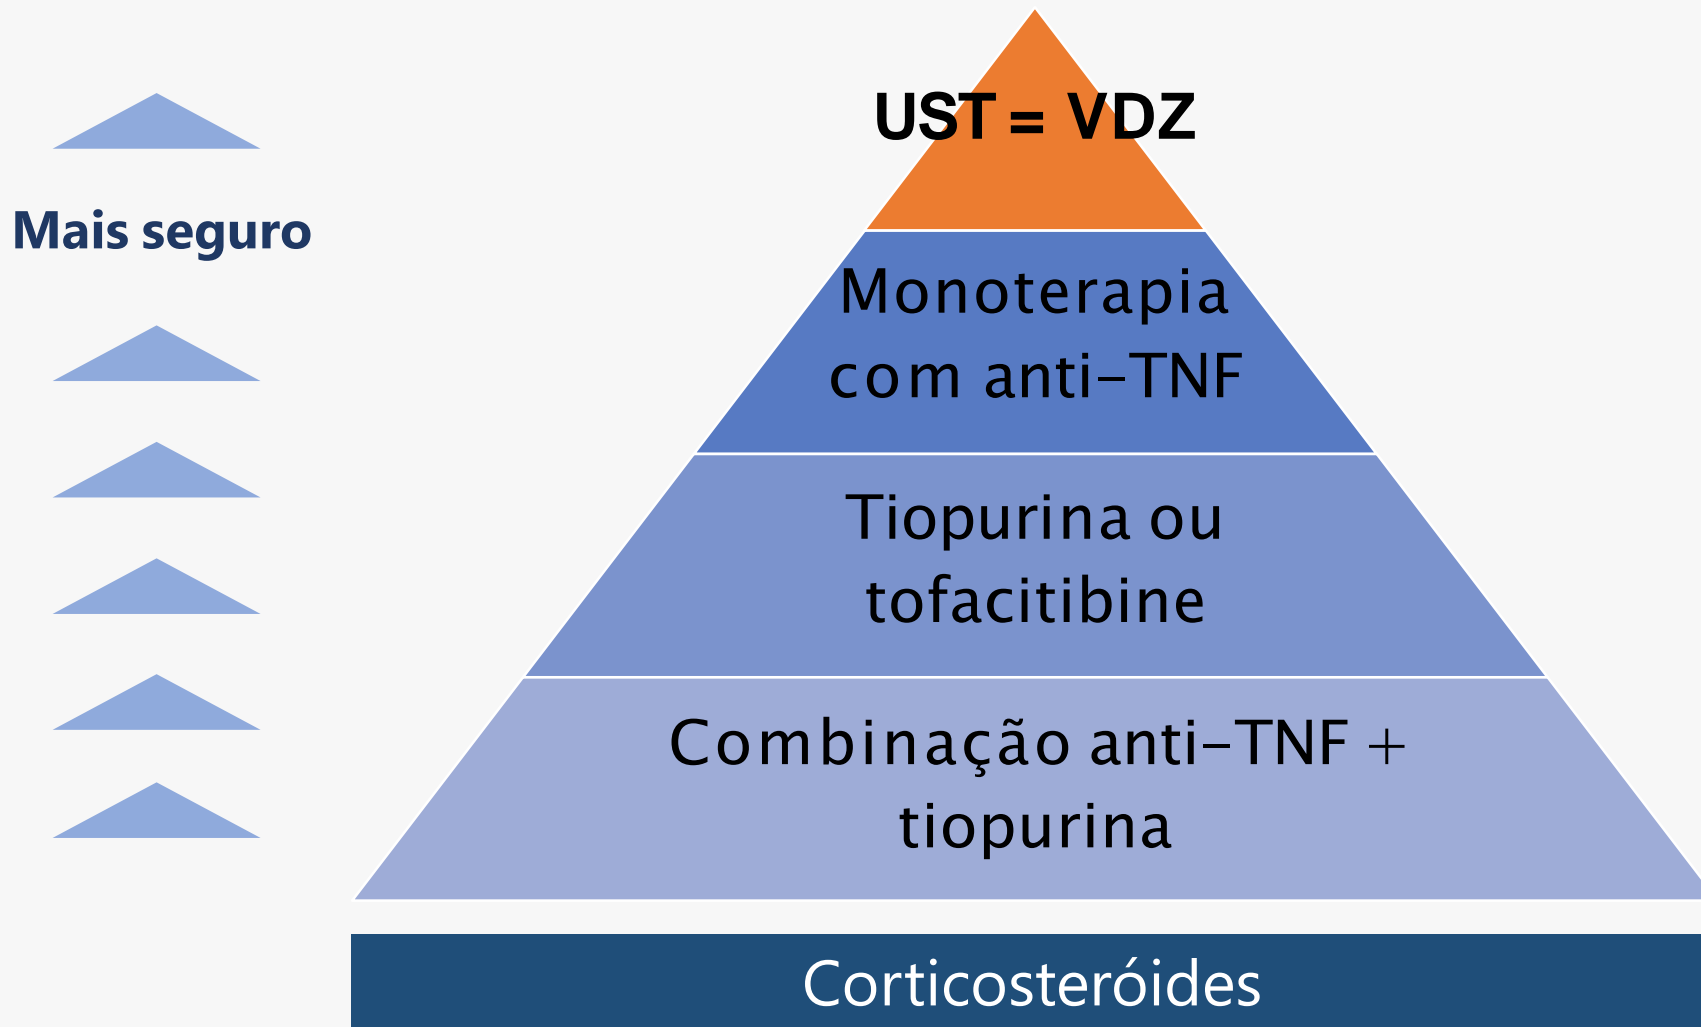 UST = VDZ
Mais seguro
Monoterapia
com anti-TNF
Tiopurina ou
tofacitibine
Combinação anti-TNF +
tiopurina
Corticosteróides